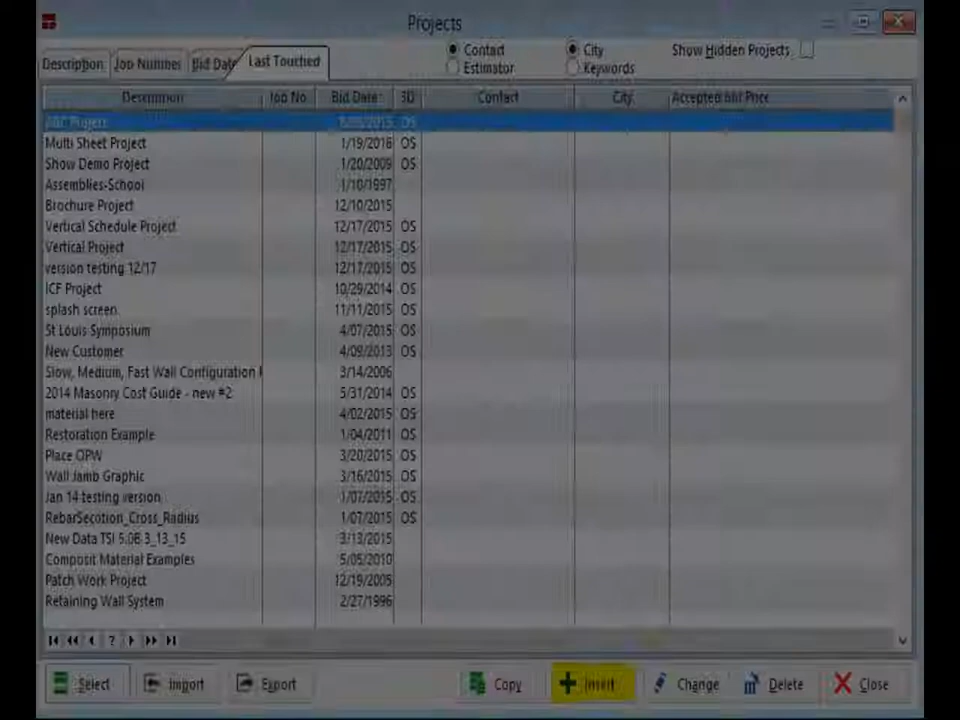 Projects
Description Job Number Bid Date Last Touched
Contact City Show Hidden Projects
Estimator Keywords
Description Job No. Bid Date 3D Contact City Accepted Bid Price
ABC Project OS
Multi Sheet Project 1/19/2016 OS
Show Demo Project 1/20/2009 OS
Assemblies-School 1/10/1997
Brochure Project 12/10/2015
Vertical Schedule Project 12/17/2015 OS
Vertical Project 12/17/2015 OS
version testing 12/17 12/17/2015 OS
ICF Project 10/29/2014 OS
splash screen 11/11/2015 OS
St Louis Symposium 4/07/2015 OS
New Customer 4/09/2013 OS
Slow, Medium, Fast Wall Configuration 3/14/2006
2014 Masonry Cost Guide - new #2 5/31/2014 OS
material here 4/02/2015 OS
Restoration Example 1/04/2011 OS
Place OPW 3/20/2015 OS
Wall Jamb Graphic 3/16/2015 OS
Jan 14 testing version 1/07/2015 OS
RebarSecotion_Cross_Radius 1/07/2015 OS
New Data TSI 5.06 3_13_15 3/13/2015
Composit Material Examples 5/05/2010
Patch Work Project 12/19/2005
Retaining Wall System 2/27/1996
?
Select Import Export Copy Insert Change Delete Close